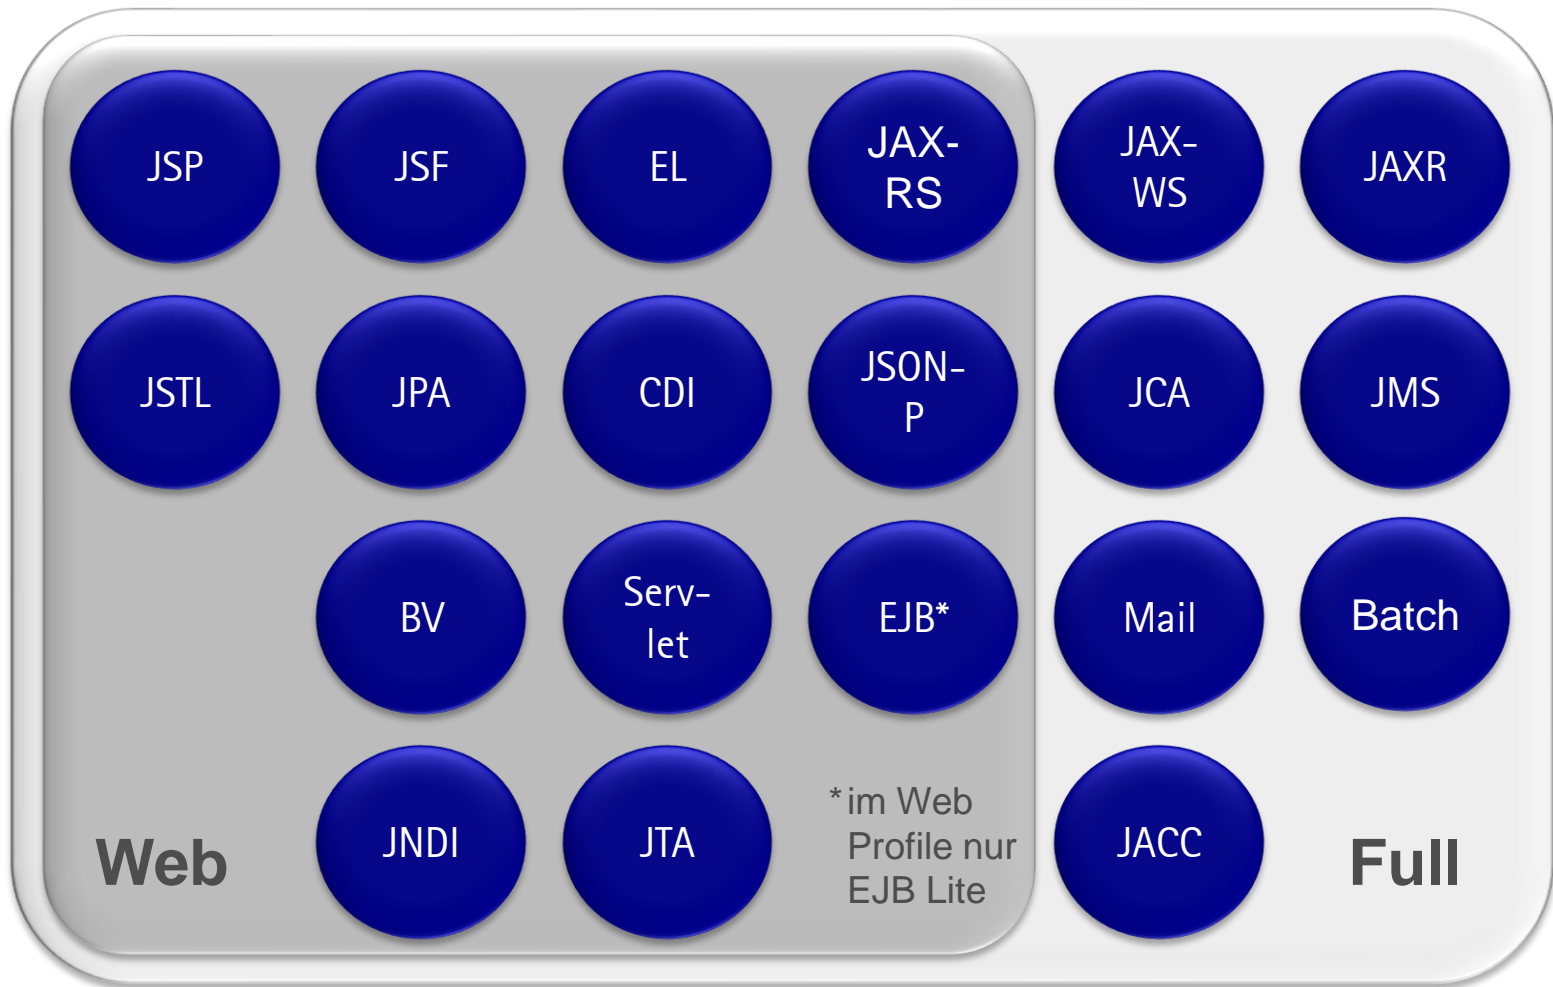 JSP
JSF
EL
JAX-
RS
JAX-
WS
JAXR
JSTL
JPA
CDI
JSON-
P
JCA
JMS
BV
Serv-
let
EJB*
Mail
Batch
Web
JNDI
JTA
*im Web
Profile nur
EJB Lite
JACC
Full